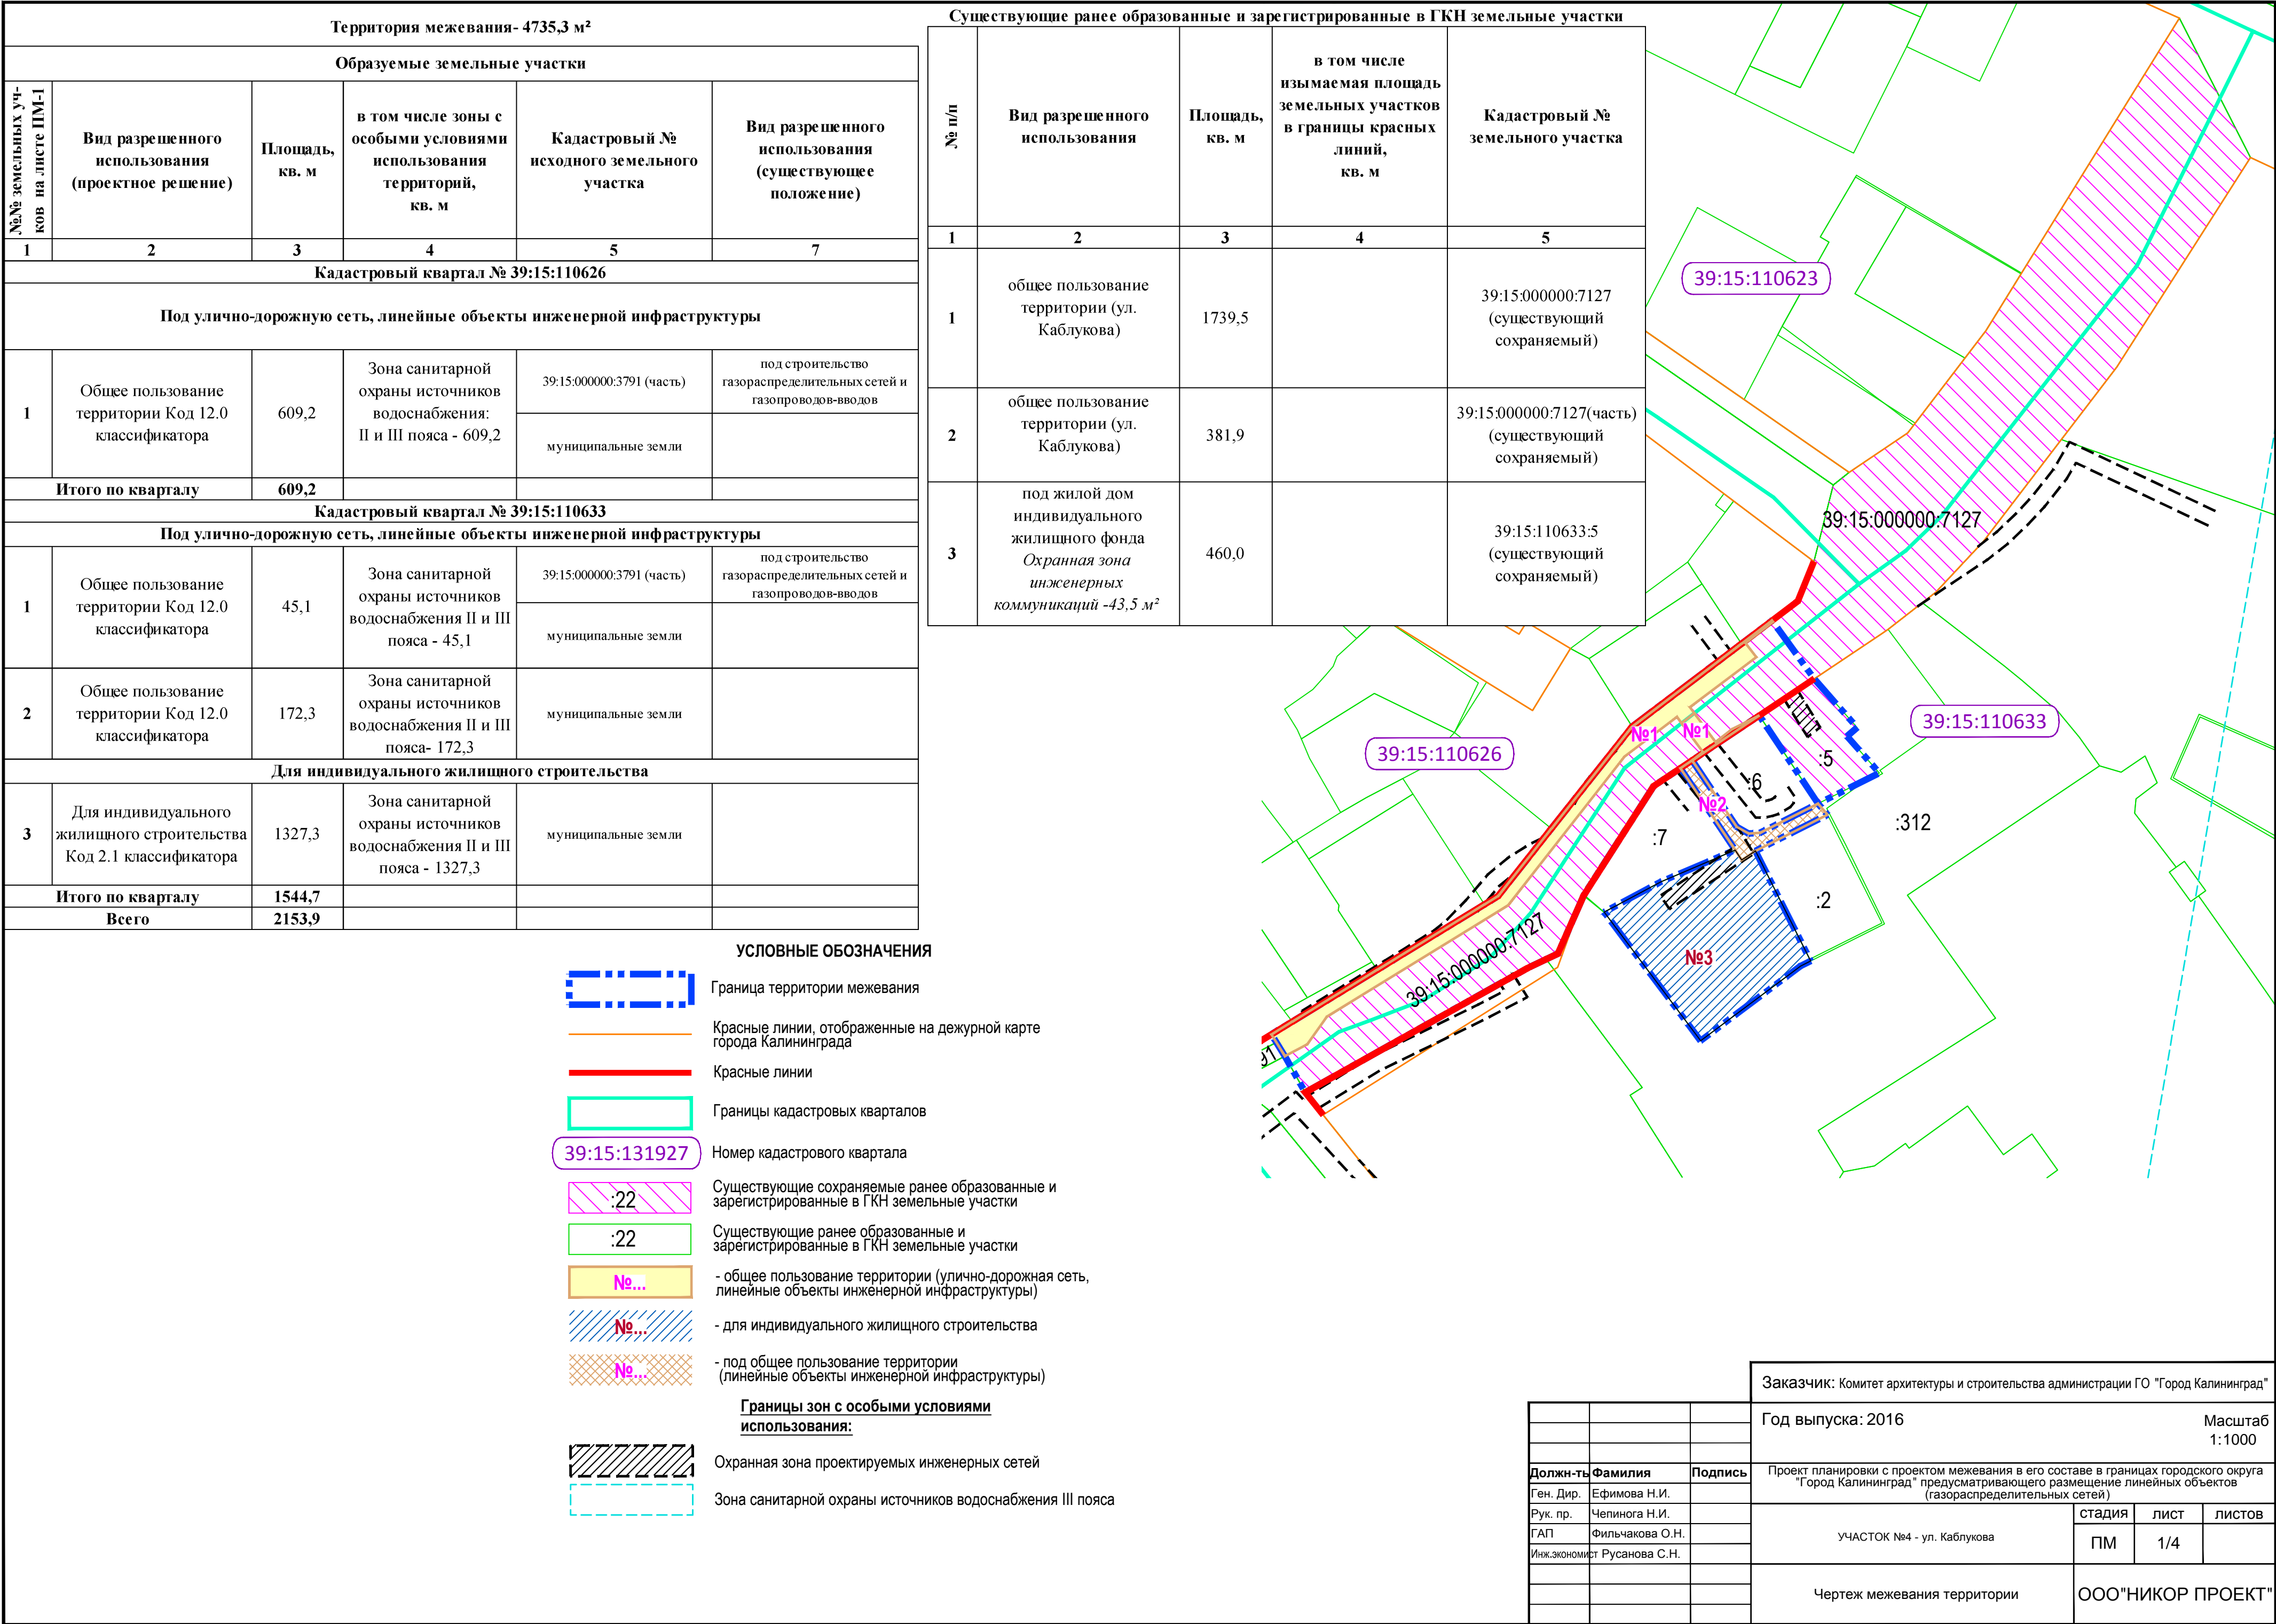 Территория межевания- 4735,3 м²
Образуемые земельные участки
№№ земельных уч-
ков на листе ПМ-1
Вид разрешенного
использования
(проектное решение)
Площадь,
кв. м
в том числе зоны с
особыми условиями
использования
территорий,
кв. м
Кадастровый №
исходного земельного
участка
Вид разрешенного
использования
(существующее
положение)
1 2 3 4 5 7
Кадастровый квартал № 39:15:110626
Под улично-дорожную сеть, линейные объекты инженерной инфраструктуры
1
Общее пользование
территории Код 12.0
классификатора
609,2
Зона санитарной
охраны источников
водоснабжения:
II и III пояса - 609,2
39:15:000000:3791 (часть)
под строительство
газораспределительных сетей и
газопроводов-вводов
муниципальные земли
Итого по кварталу 609,2
Кадастровый квартал № 39:15:110633
Под улично-дорожную сеть, линейные объекты инженерной инфраструктуры
1
Общее пользование
территории Код 12.0
классификатора
45,1
Зона санитарной
охраны источников
водоснабжения II и III
пояса - 45,1
39:15:000000:3791 (часть)
под строительство
газораспределительных сетей и
газопроводов-вводов
муниципальные земли
2
Общее пользование
территории Код 12.0
классификатора
172,3
Зона санитарной
охраны источников
водоснабжения II и III
пояса- 172,3
муниципальные земли
Для индивидуального жилищного строительства
3
Для индивидуального
жилищного строительства
Код 2.1 классификатора
1327,3
Зона санитарной
охраны источников
водоснабжения II и III
пояса - 1327,3
муниципальные земли
Итого по кварталу 1544,7
Всего 2153,9
Существующие ранее образованные и зарегистрированные в ГКН земельные участки
№ п/п
Вид разрешенного
использования
Площадь,
кв. м
в том числе
изымаемая площадь
земельных участков
в границы красных
линий,
кв. м
Кадастровый №
земельного участка
1 2 3 4 5
1
общее пользование
территории (ул.
Каблукова)
1739,5
39:15:000000:7127
(существующий
сохраняемый)
2
общее пользование
территории (ул.
Каблукова)
381,9
39:15:000000:7127(часть)
(существующий
сохраняемый)
3
под жилой дом
индивидуального
жилищного фонда
Охранная зона
инженерных
коммуникаций -43,5 м²
460,0
39:15:110633:5
(существующий
сохраняемый)
39:15:110623
39:15:000000:7127
39:15:110633
39:15:110626
№1
№1
:5
:6
№2
:7
:312
:2
№3
39:15:000000:7127
91
УСЛОВНЫЕ ОБОЗНАЧЕНИЯ
Граница территории межевания
Красные линии, отображенные на дежурной карте
города Калининграда
Красные линии
Границы кадастровых кварталов
39:15:131927
Номер кадастрового квартала
:22
Существующие сохраняемые ранее образованные и
зарегистрированные в ГКН земельные участки
:22
Существующие ранее образованные и
зарегистрированные в ГКН земельные участки
№...
- общее пользование территории (улично-дорожная сеть,
линейные объекты инженерной инфраструктуры)
№...
- для индивидуального жилищного строительства
№...
- под общее пользование территории
(линейные объекты инженерной инфраструктуры)
Границы зон с особыми условиями
использования:
Охранная зона проектируемых инженерных сетей
Зона санитарной охраны источников водоснабжения III пояса
Заказчик: Комитет архитектуры и строительства администрации ГО "Город Калининград"
Год выпуска: 2016
Масштаб
1:1000
Должн-ть Фамилия Подпись
Ген. Дир. Ефимова Н.И.
Рук. пр. Чепинога Н.И.
ГАП Фильчакова О.Н.
Инж.экономист Русанова С.Н.
Проект планировки с проектом межевания в его составе в границах городского округа
"Город Калининград" предусматривающего размещение линейных объектов
(газораспределительных сетей)
УЧАСТОК №4 - ул. Каблукова
стадия лист листов
ПМ 1/4
Чертеж межевания территории
ООО"НИКОР ПРОЕКТ"